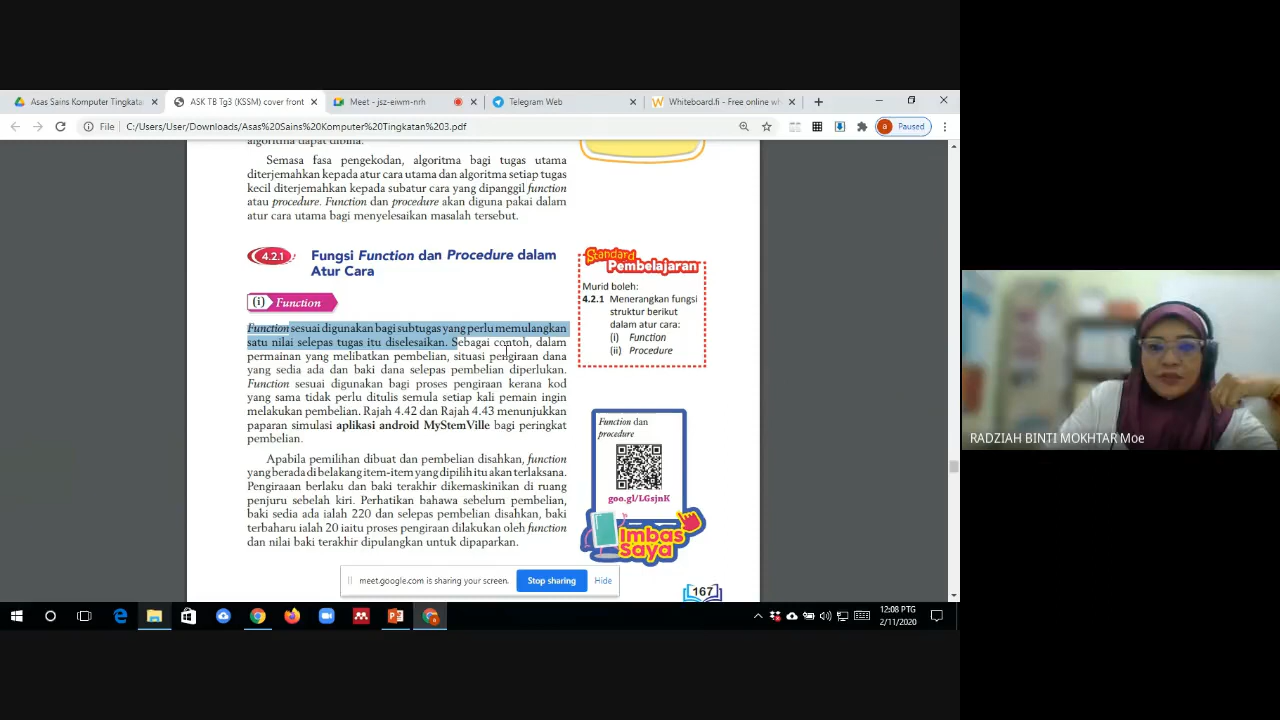 Asas Sains Komputer Tingkata
ASK TB Tg3 (KSSM) cover front
Meet - jsz-eiwm-nrh
Telegram Web
Whiteboard.fi - Free online wh
File
C:/Users/User/Downloads/Asas%20Sains%20Komputer%20Tingkatan%203.pdf
a Paused
algoritma dapat dibina.
Semasa fasa pengekodan, algoritma bagi tugas utama
diterjemahkan kepada atur cara utama dan algoritma setiap tugas
kecil diterjemahkan kepada subatur cara yang dipanggil function
atau procedure. Function dan procedure akan diguna pakai dalam
atur cara utama bagi menyelesaikan masalah tersebut.
4.2.1 Fungsi Function dan Procedure dalam
Atur Cara
(i) Function
Function sesuai digunakan bagi subtugas yang perlu memulangkan
satu nilai selepas tugas itu diselesaikan. Sebagai contoh, dalam
permainan yang melibatkan pembelian, situasi pengiraan dana
yang sedia ada dan baki dana selepas pembelian diperlukan.
Function sesuai digunakan bagi proses pengiraan kerana kod
yang sama tidak perlu ditulis semula setiap kali pemain ingin
melakukan pembelian. Rajah 4.42 dan Rajah 4.43 menunjukkan
paparan simulasi aplikasi android MyStemVille bagi peringkat
pembelian.
Apabila pemilihan dibuat dan pembelian disahkan, function
yang berada di belakang item-item yang dipilih itu akan terlaksana.
Pengiraan berlaku dan baki terakhir dikemaskinikan di ruang
penjuru sebelah kiri. Perhatikan bahawa sebelum pembelian,
baki sedia ada ialah 220 dan selepas pembelian disahkan, baki
terbaharu ialah 20 iaitu proses pengiraan dilakukan oleh function
dan nilai baki terakhir dipulangkan untuk dipaparkan.
Standard
Pembelajaran
Murid boleh:
4.2.1 Menerangkan fungsi
struktur berikut
dalam atur cara:
(i) Function
(ii) Procedure
Function dan
procedure
goo.gl/LGsjnK
Imbas
saya
167
meet.google.com is sharing your screen.
Stop sharing
Hide
12:08 PTG
2/11/2020
RADZIAH BINTI MOKHTAR Moe